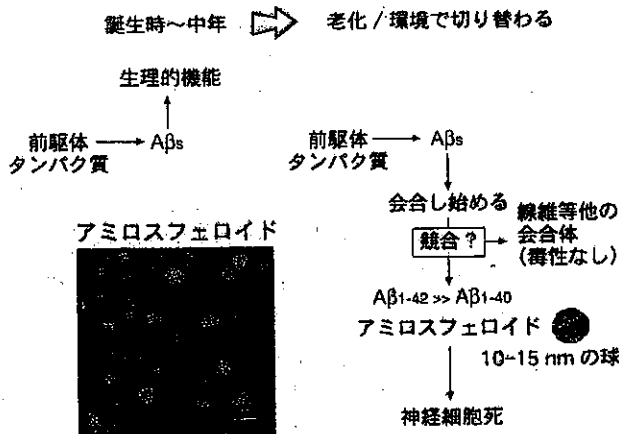 誕生時～中年
老化/環境で切り替わる
生理的機能
前駆体
タンパク質
Aβs
前駆体
タンパク質
Aβs
会合し始める
競合?
線維等他の
会合体
(毒性なし)
アミロスフェロイド
Aβ1-42 >> Aβ1-40
アミロスフェロイド
10-15 nm の球
神経細胞死